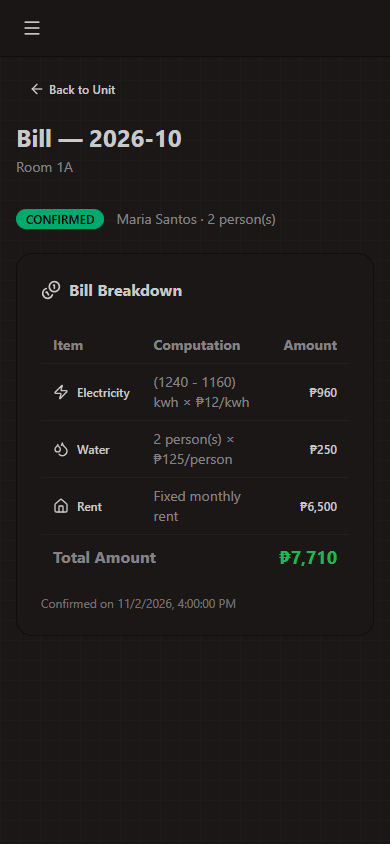 Back to Unit
Bill — 2026-10
Room 1A
CONFIRMED Maria Santos · 2 person(s)
Bill Breakdown
Item Computation Amount
Electricity (1240 - 1160) kwh × ₱12/kwh ₱960
Water 2 person(s) × ₱125/person ₱250
Rent Fixed monthly rent ₱6,500
Total Amount ₱7,710
Confirmed on 11/2/2026, 4:00:00 PM